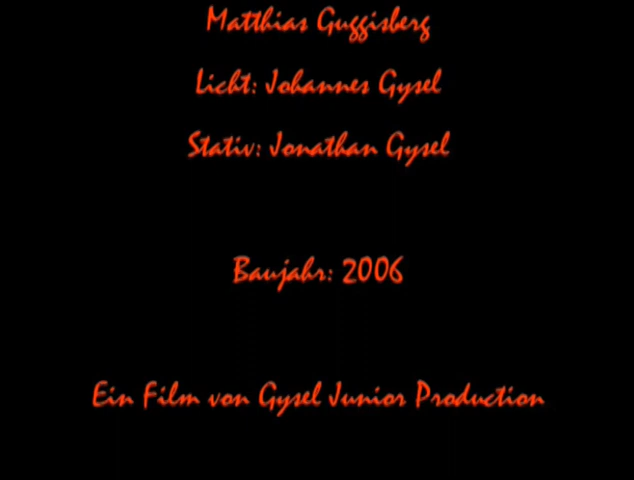 Matthias Guggisberg
Licht: Johannes Gysel
Stativ: Jonathan Gysel
Baujahr: 2006
Ein Film von Gysel Junior Production